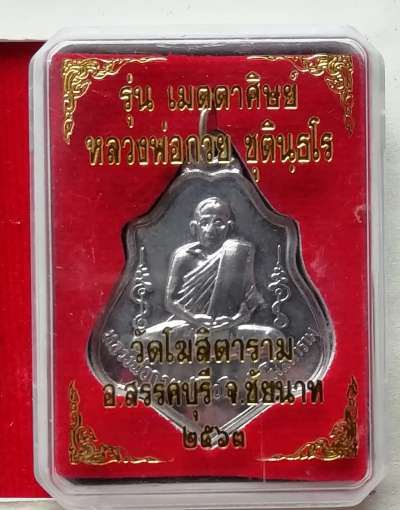 รุ่น เมตตาศิษย์
หลวงพ่อกวย ชุตินฺธโร
วัดโฆสิตาราม
อ.สรรคบุรี จ.ชัยนาท
๒๕๖๓